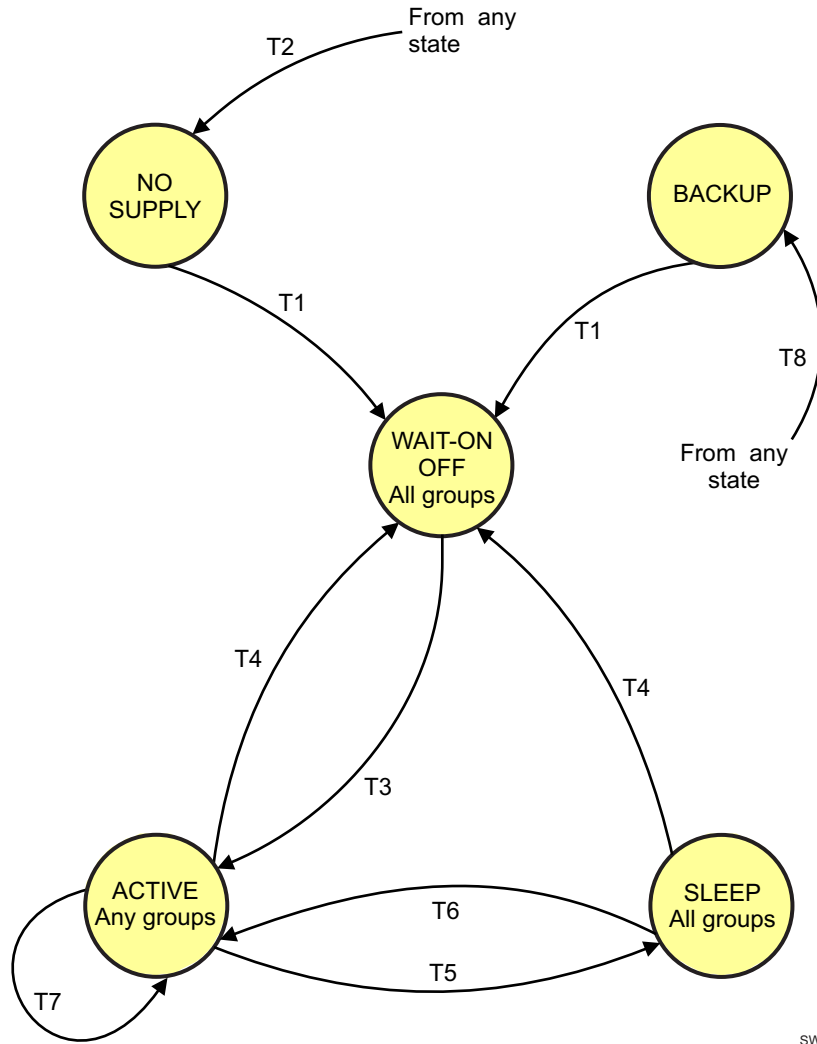 From any
state
T2
NO
SUPPLY
BACKUP
T1
T1
T8
WAIT-ON
OFF
All groups
From any
state
T4
T4
T3
ACTIVE
Any groups
SLEEP
All groups
T6
T5
T7